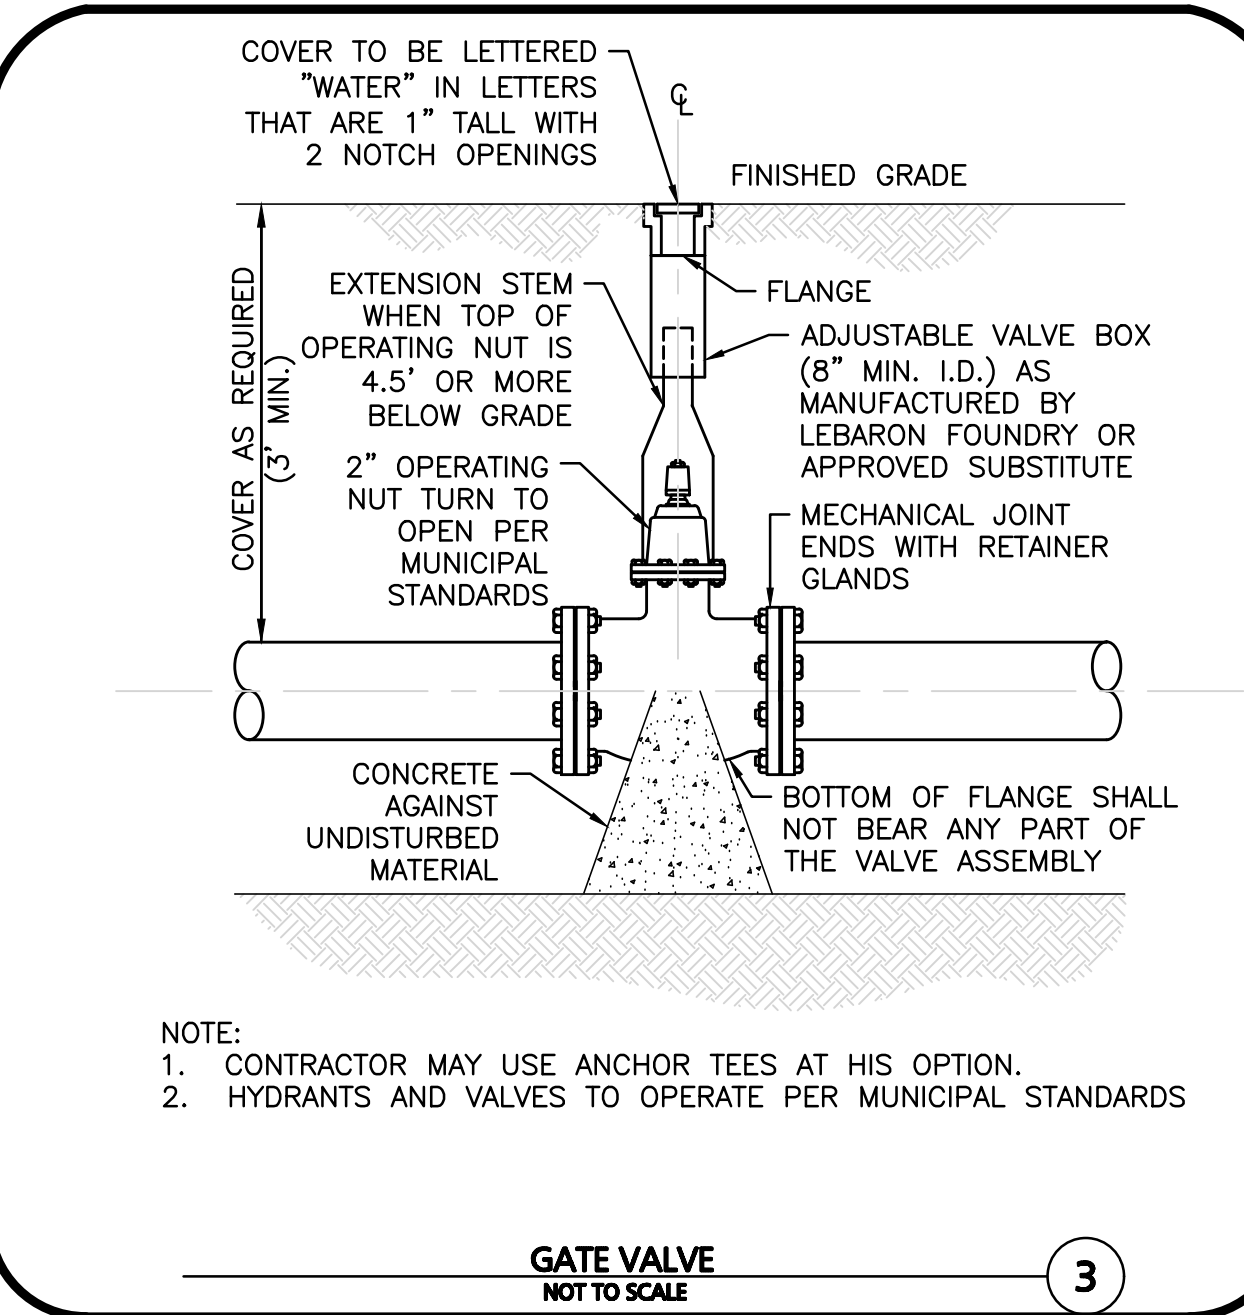 COVER TO BE LETTERED
"WATER" IN LETTERS
THAT ARE 1" TALL WITH
2 NOTCH OPENINGS
℄
FINISHED GRADE
COVER AS REQUIRED
(3' MIN.)
EXTENSION STEM
WHEN TOP OF
OPERATING NUT IS
4.5' OR MORE
BELOW GRADE
FLANGE
ADJUSTABLE VALVE BOX
(8" MIN. I.D.) AS
MANUFACTURED BY
LEBARON FOUNDRY OR
APPROVED SUBSTITUTE
2" OPERATING
NUT TURN TO
OPEN PER
MUNICIPAL
STANDARDS
MECHANICAL JOINT
ENDS WITH RETAINER
GLANDS
CONCRETE
AGAINST
UNDISTURBED
MATERIAL
BOTTOM OF FLANGE SHALL
NOT BEAR ANY PART OF
THE VALVE ASSEMBLY
NOTE:
1. CONTRACTOR MAY USE ANCHOR TEES AT HIS OPTION.
2. HYDRANTS AND VALVES TO OPERATE PER MUNICIPAL STANDARDS
GATE VALVE
NOT TO SCALE
3